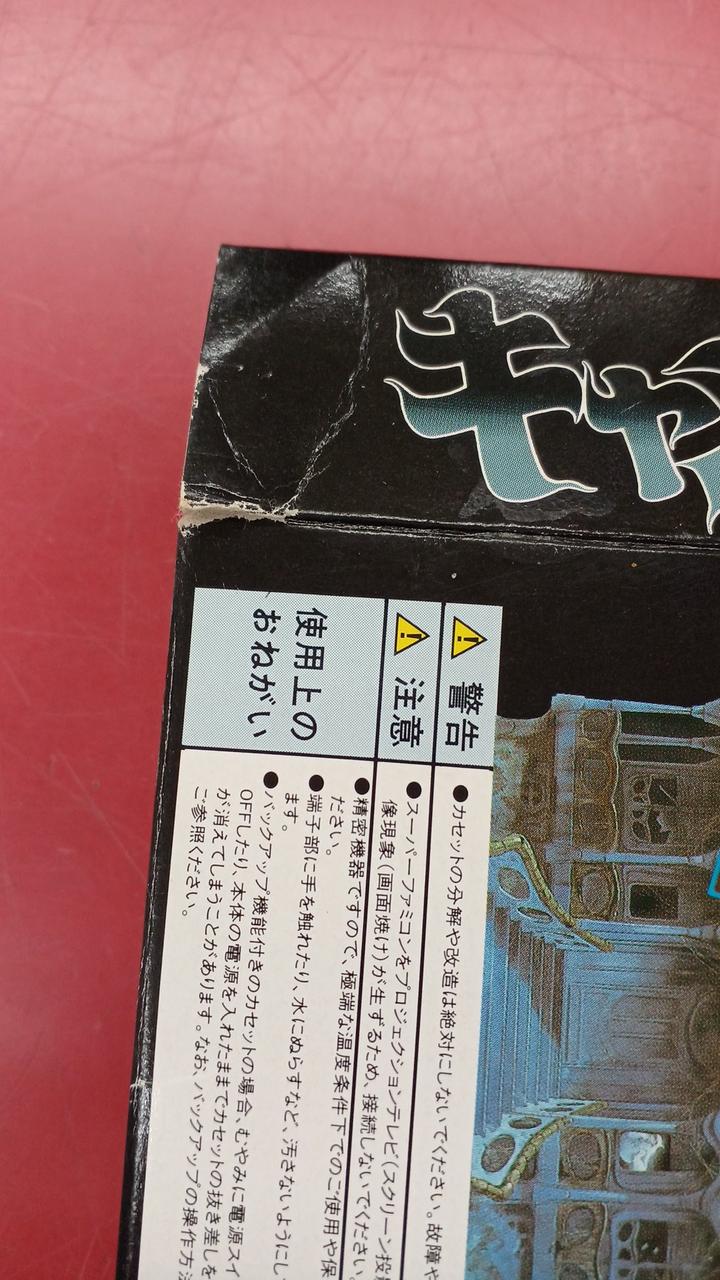 キャ
警告
●カセットの分解や改造は絶対にしないでください。故障や
注意
●スーパーファミコンをプロジェクションテレビ(スクリーン投影
像現象(画面焼け)が生ずるため、接続しないでください。
使用上の
おねがい
●精密機器ですので、極端な温度条件下でのご使用や保
ださい。
●端子部に手を触れたり、水にぬらすなど、汚さないようにし
ます。
●バックアップ機能付きのカセットの場合、むやみに電源スイ
OFFしたり、本体の電源を入れたままでカセットの抜き差しを
が消えてしまうことがあります。なお、バックアップの操作方法
ご参照ください。